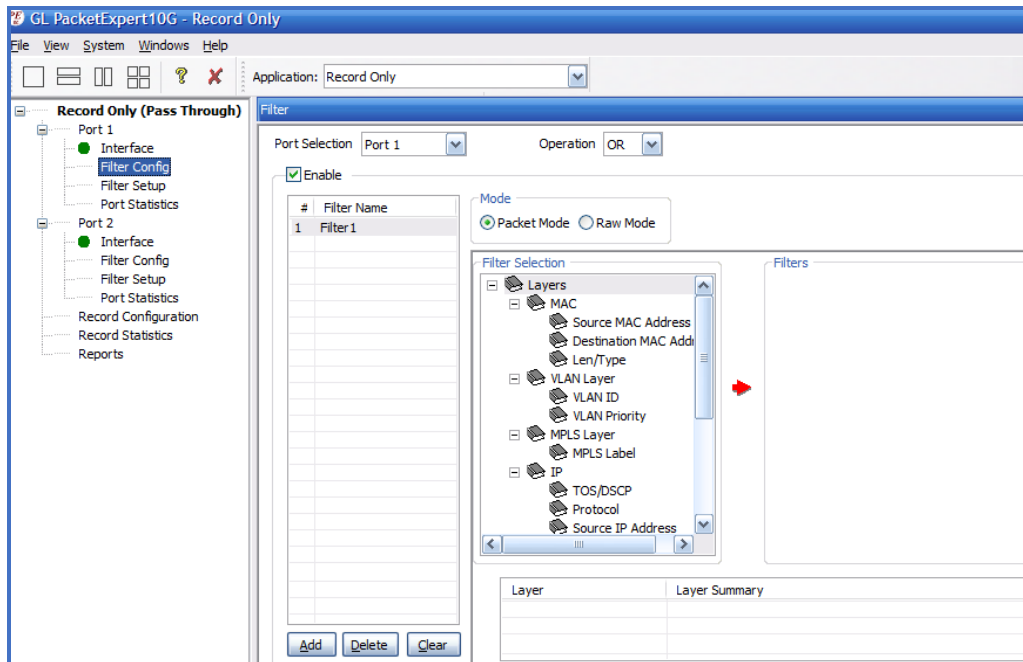 GL PacketExpert10G - Record Only
File View System Windows Help
Application: Record Only
Record Only (Pass Through)
Port 1
Interface
Filter Config
Filter Setup
Port Statistics
Port 2
Interface
Filter Config
Filter Setup
Port Statistics
Record Configuration
Record Statistics
Reports
Filter
Port Selection Port 1 Operation OR
Enable
# Filter Name
1 Filter1
Add Delete Clear
Mode
Packet Mode Raw Mode
Filter Selection
Layers
MAC
Source MAC Address
Destination MAC Addr
Len/Type
VLAN Layer
VLAN ID
VLAN Priority
MPLS Layer
MPLS Label
IP
TOS/DSCP
Protocol
Source IP Address
Filters
Layer Layer Summary